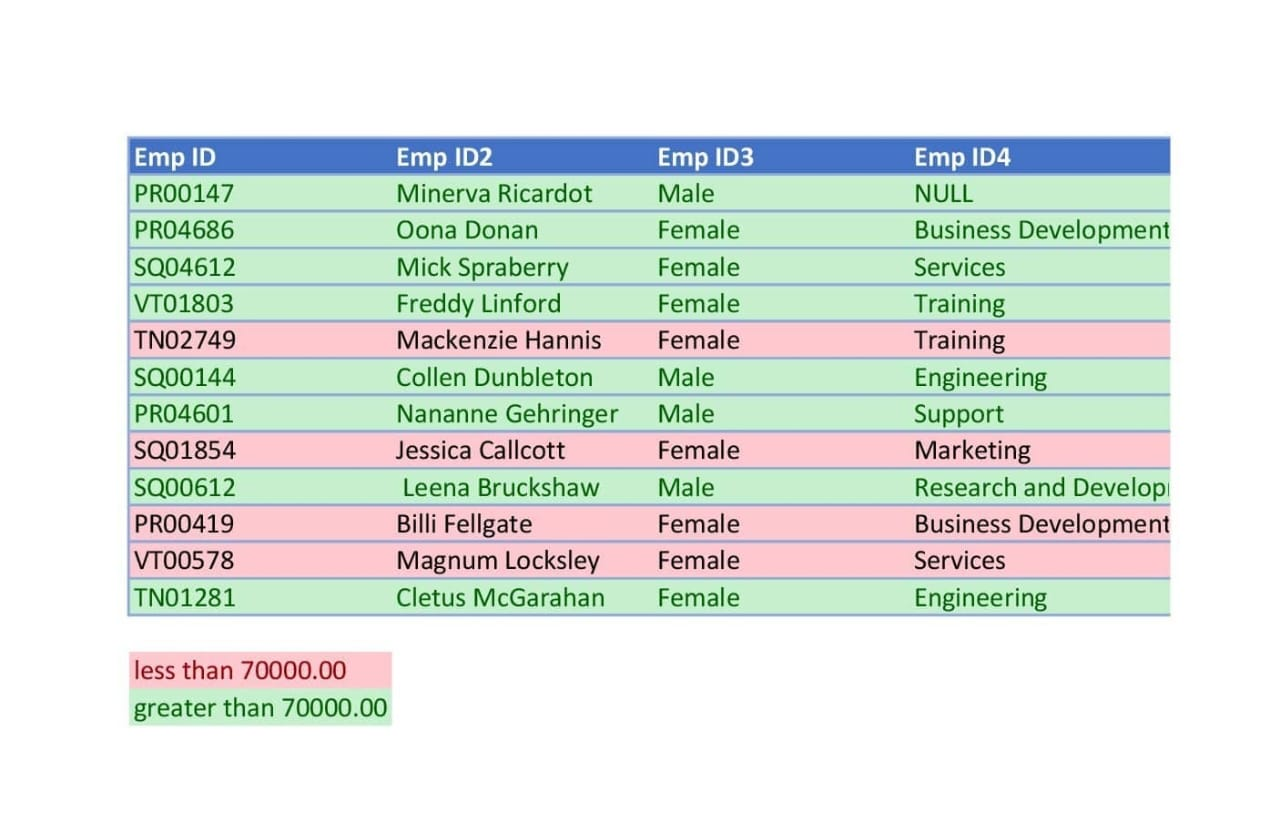 Emp ID Emp ID2 Emp ID3 Emp ID4
PR00147 Minerva Ricardot Male NULL
PR04686 Oona Donan Female Business Development
SQ04612 Mick Spraberry Female Services
VT01803 Freddy Linford Female Training
TN02749 Mackenzie Hannis Female Training
SQ00144 Collen Dunbleton Male Engineering
PR04601 Nananne Gehringer Male Support
SQ01854 Jessica Callcott Female Marketing
SQ00612 Leena Bruckshaw Male Research and Develop
PR00419 Billi Fellgate Female Business Development
VT00578 Magnum Locksley Female Services
TN01281 Cletus McGarahan Female Engineering
less than 70000.00
greater than 70000.00